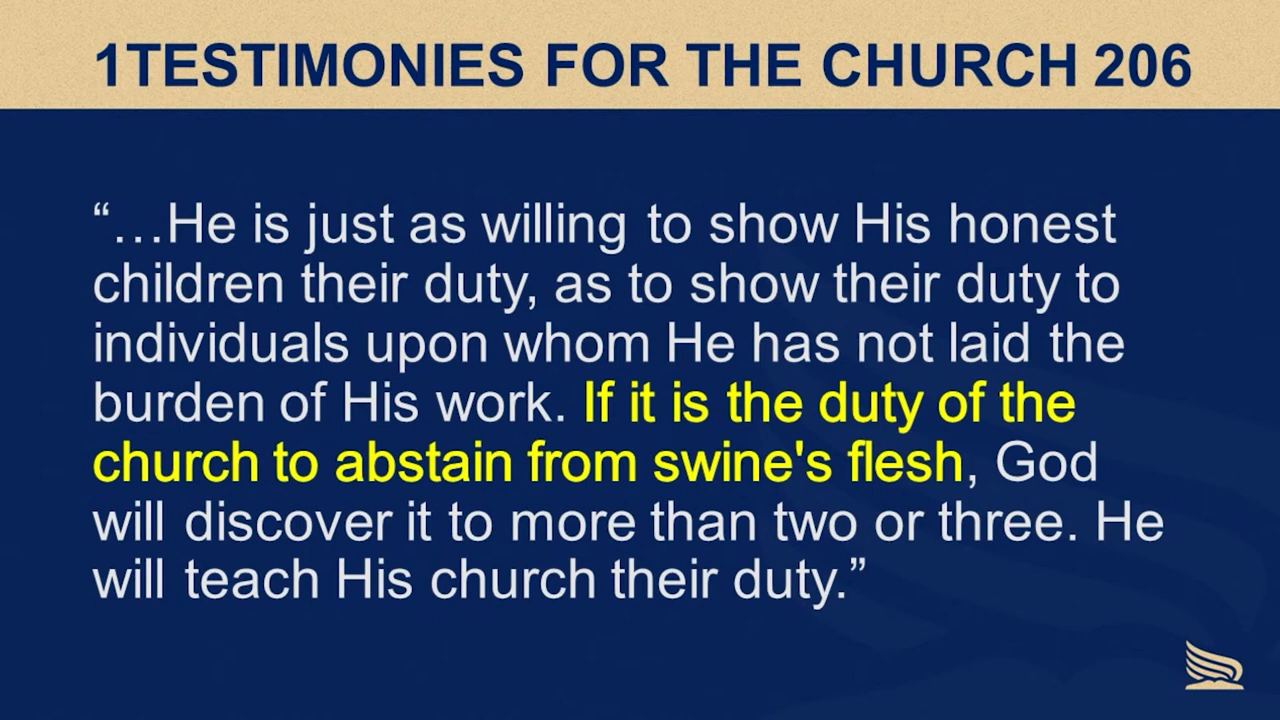 1TESTIMONIES FOR THE CHURCH 206
“…He is just as willing to show His honest
children their duty, as to show their duty to
individuals upon whom He has not laid the
burden of His work. If it is the duty of the
church to abstain from swine's flesh, God
will discover it to more than two or three. He
will teach His church their duty.”